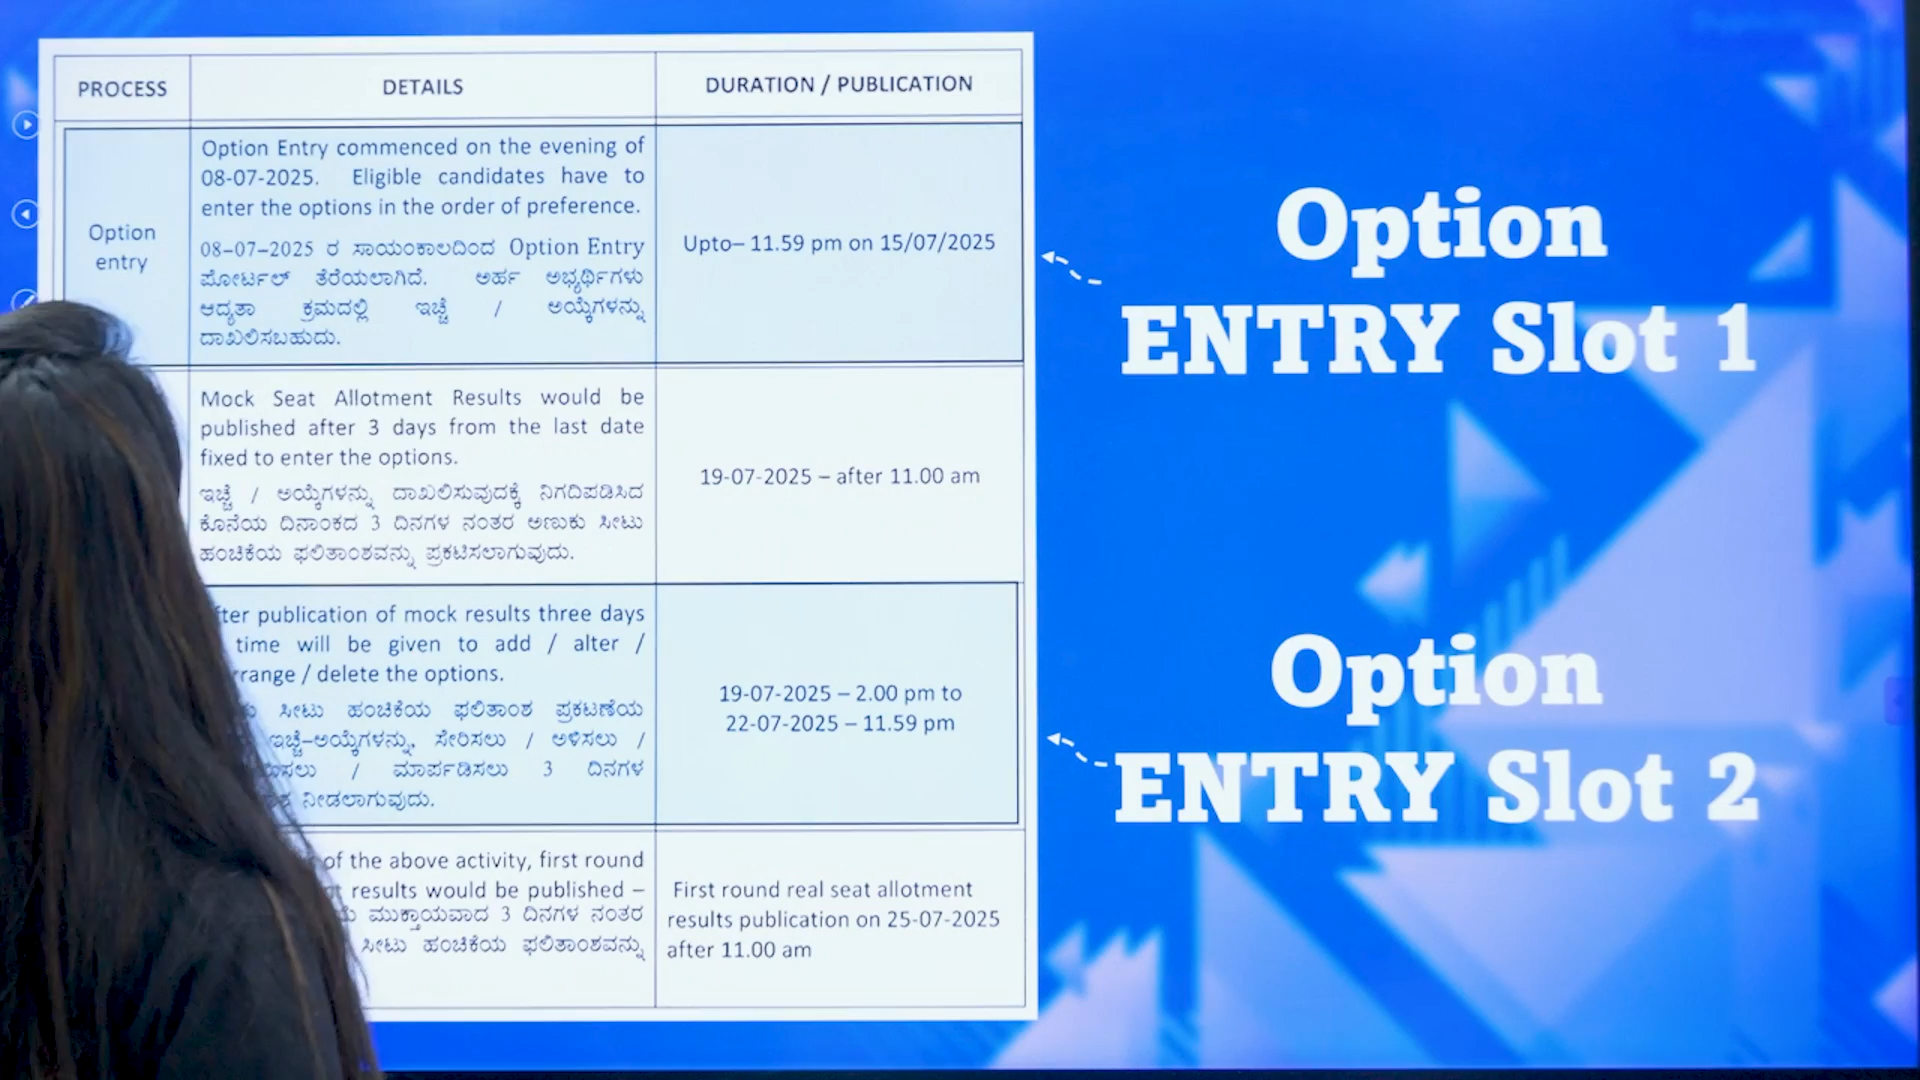 PROCESS
DETAILS
DURATION / PUBLICATION
Option
entry
Option Entry commenced on the evening of
08-07-2025. Eligible candidates have to
enter the options in the order of preference.
08-07-2025 ರ ಸಾಯಂಕಾಲದಿಂದ Option Entry
ಪೋರ್ಟಲ್ ತೆರೆಯಲಾಗಿದೆ. ಅರ್ಹ ಅಭ್ಯರ್ಥಿಗಳು
ಆದ್ಯತಾ ಕ್ರಮದಲ್ಲಿ ಇಚ್ಛೆ / ಆಯ್ಕೆಗಳನ್ನು
ದಾಖಲಿಸಬಹುದು.
Upto– 11.59 pm on 15/07/2025
Mock Seat Allotment Results would be
published after 3 days from the last date
fixed to enter the options.
ಇಚ್ಛೆ / ಆಯ್ಕೆಗಳನ್ನು ದಾಖಲಿಸುವುದಕ್ಕೆ ನಿಗದಿಪಡಿಸಿದ
ಕೊನೆಯ ದಿನಾಂಕದ 3 ದಿನಗಳ ನಂತರ ಅಣುಕು ಸೀಟು
ಹಂಚಿಕೆಯ ಫಲಿತಾಂಶವನ್ನು ಪ್ರಕಟಿಸಲಾಗುವುದು.
19-07-2025 – after 11.00 am
publication of mock results three days
time will be given to add / alter /
/ delete the options.
ಸೀಟು ಹಂಚಿಕೆಯ ಫಲಿತಾಂಶ ಪ್ರಕಟಣೆಯ
ಇಚ್ಛೆ-ಆಯ್ಕೆಗಳನ್ನು, ಸೇರಿಸಲು / ಅಳಿಸಲು /
/ ಮಾರ್ಪಡಿಸಲು 3 ದಿನಗಳ
ನೀಡಲಾಗುವುದು.
19-07-2025 – 2.00 pm to
22-07-2025 – 11.59 pm
of the above activity, first round
results would be published –
ಮುಕ್ತಾಯವಾದ 3 ದಿನಗಳ ನಂತರ
ಸೀಟು ಹಂಚಿಕೆಯ ಫಲಿತಾಂಶವನ್ನು
First round real seat allotment
results publication on 25-07-2025
after 11.00 am
Option
ENTRY Slot 1
Option
ENTRY Slot 2